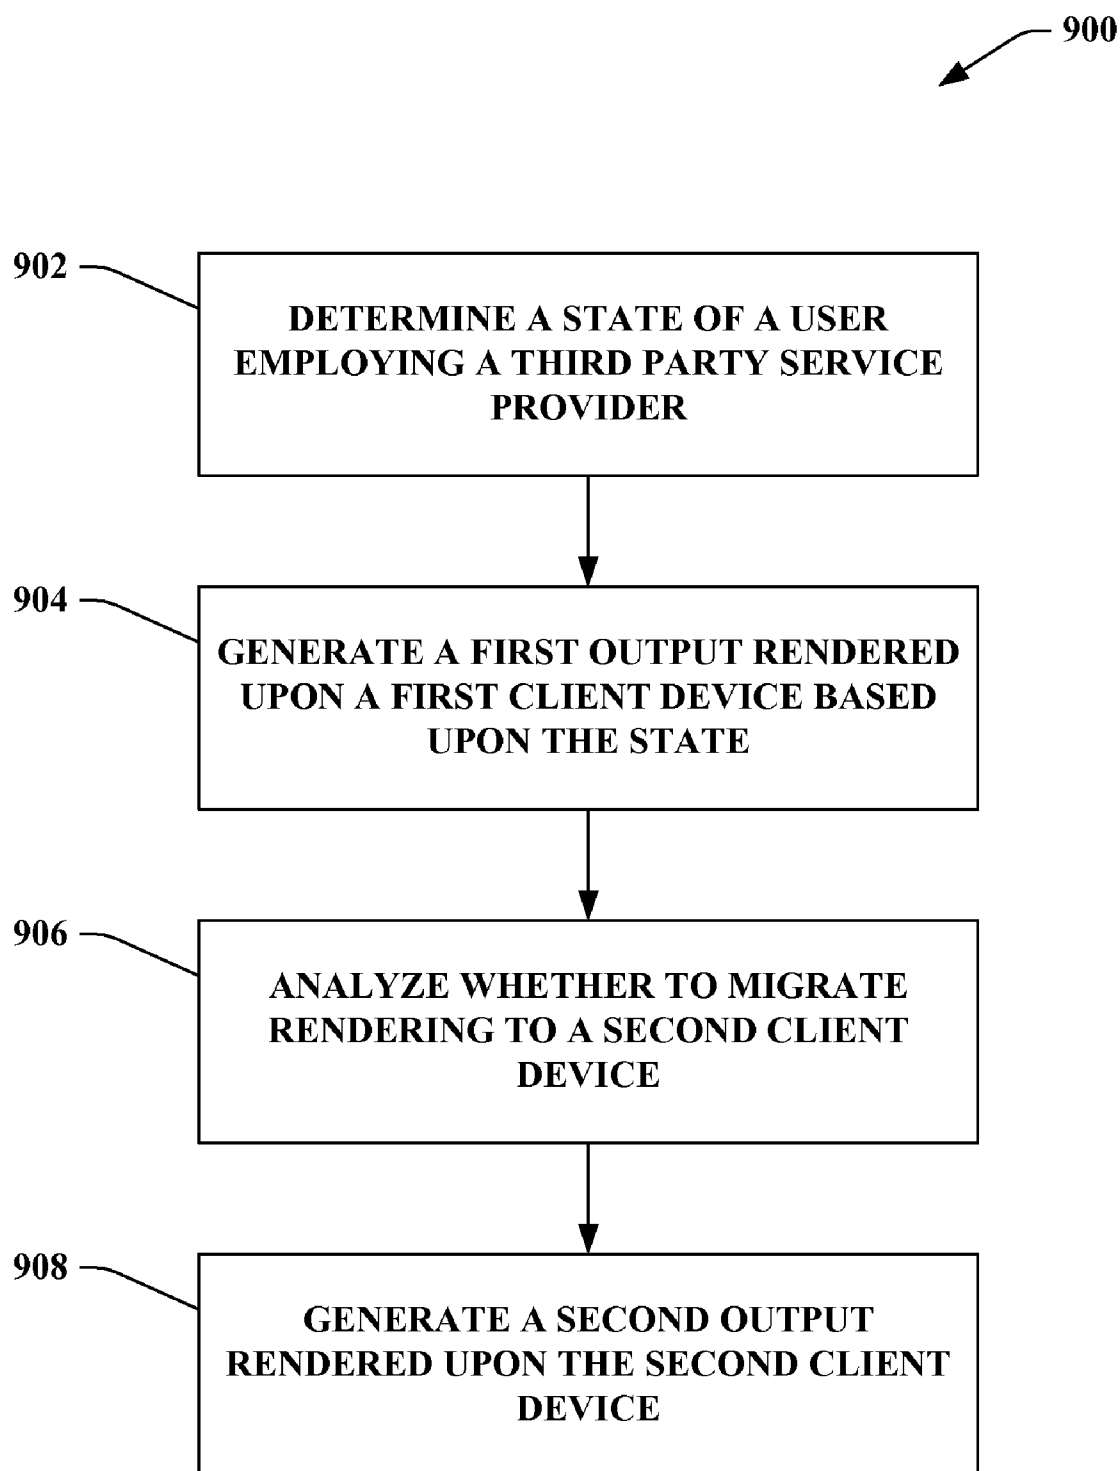 900
902
DETERMINE A STATE OF A USER
EMPLOYING A THIRD PARTY SERVICE
PROVIDER
904
GENERATE A FIRST OUTPUT RENDERED
UPON A FIRST CLIENT DEVICE BASED
UPON THE STATE
906
ANALYZE WHETHER TO MIGRATE
RENDERING TO A SECOND CLIENT
DEVICE
908
GENERATE A SECOND OUTPUT
RENDERED UPON THE SECOND CLIENT
DEVICE